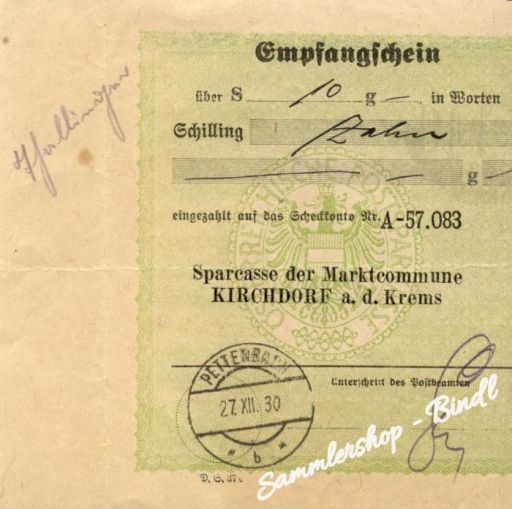 Empfangschein
über S 10 g — in Worten
Schilling Zehn
— — g —
eingezahlt auf das Scheckkonto Nr. A-57.083
Sparcasse der Marktcommune
KIRCHDORF a. d. Krems
PETTENBACH
27. XII. 30
* b *
Unterschrift des Postbeamten
Sammlershop - Bindl
D. S. 37